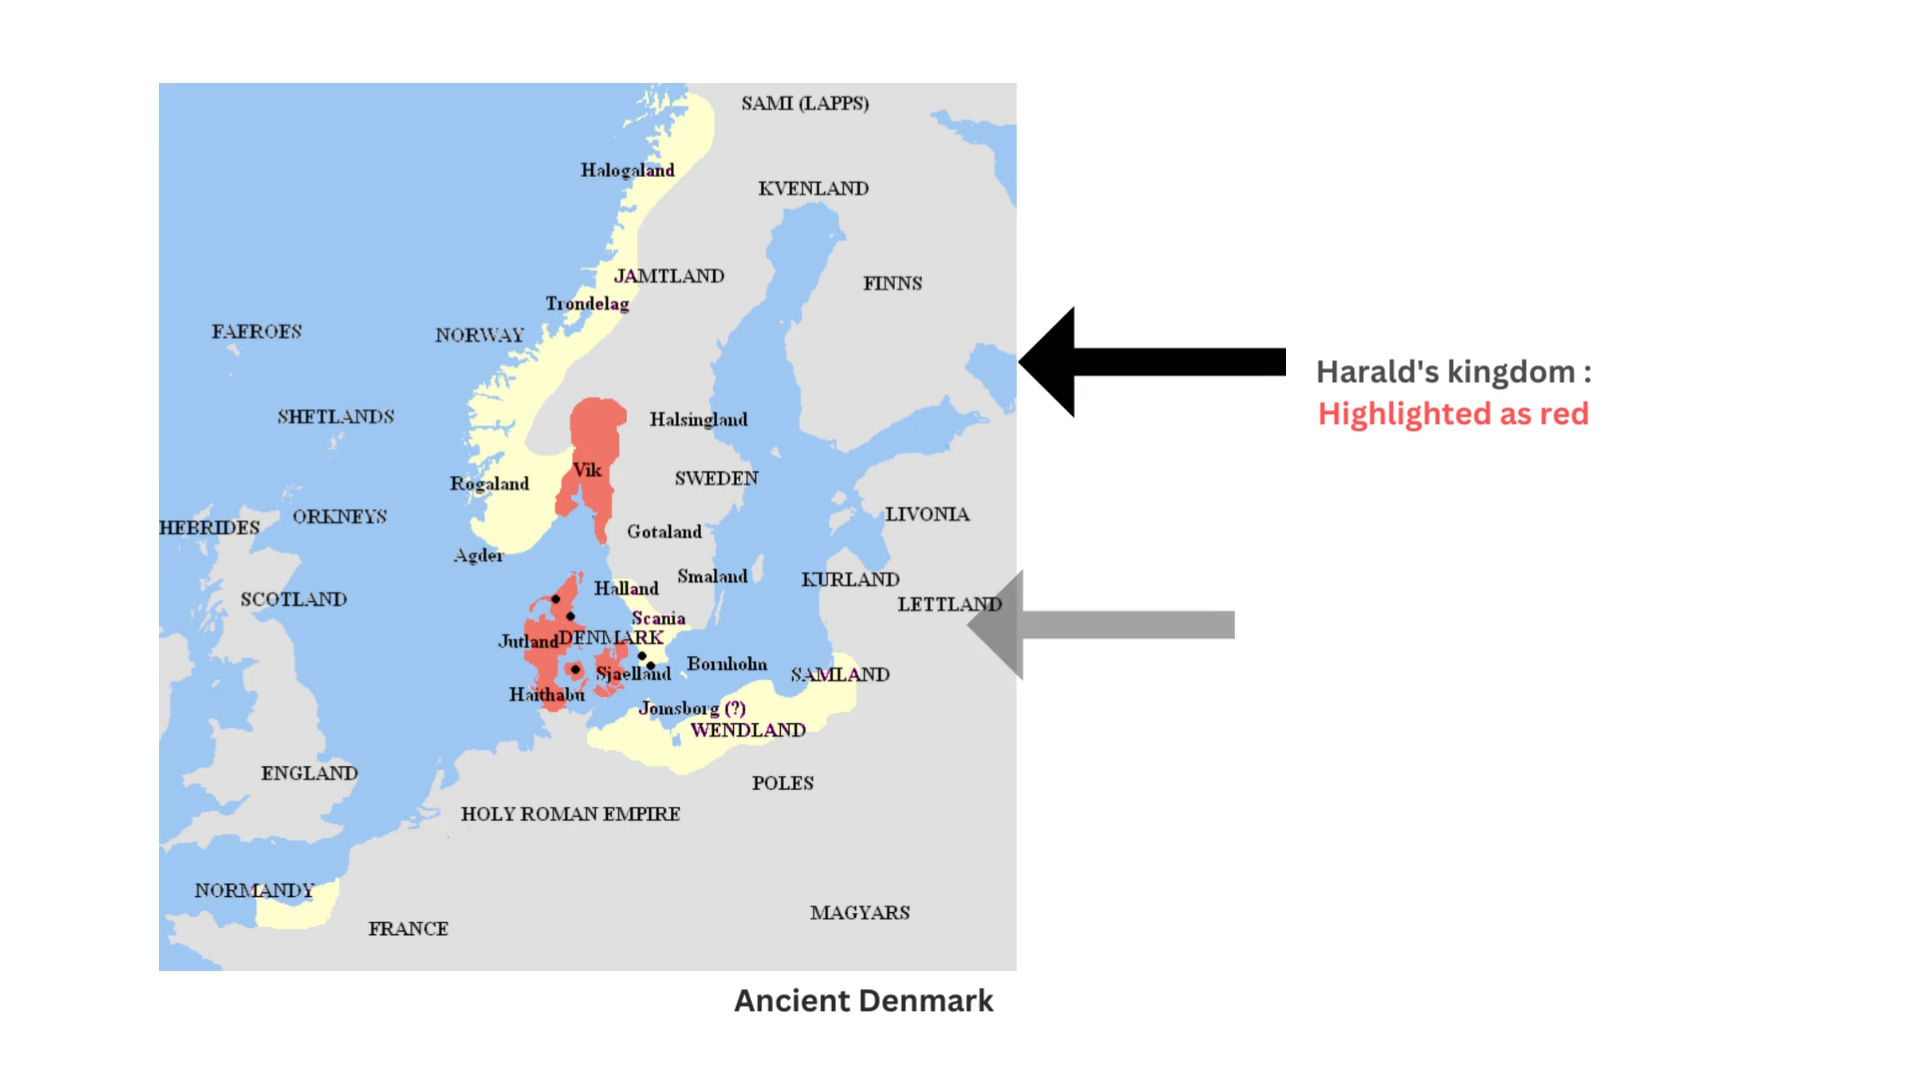 SAMI (LAPPS)
Halogaland
KVENLAND
JAMTLAND
FINNS
Trondelag
FAEROES
NORWAY
Harald's kingdom :
Highlighted as red
SHETLANDS
Halsingland
Vik
SWEDEN
Rogaland
ORKNEYS
LIVONIA
HEBRIDES
Gotaland
Agder
Smaland
KURLAND
Halland
SCOTLAND
LETTLAND
Scania
Jutland
DENMARK
Bornholm
Sjaelland
SAMLAND
Haithabu
Jomsborg (?)
WENDLAND
ENGLAND
POLES
HOLY ROMAN EMPIRE
NORMANDY
MAGYARS
FRANCE
Ancient Denmark